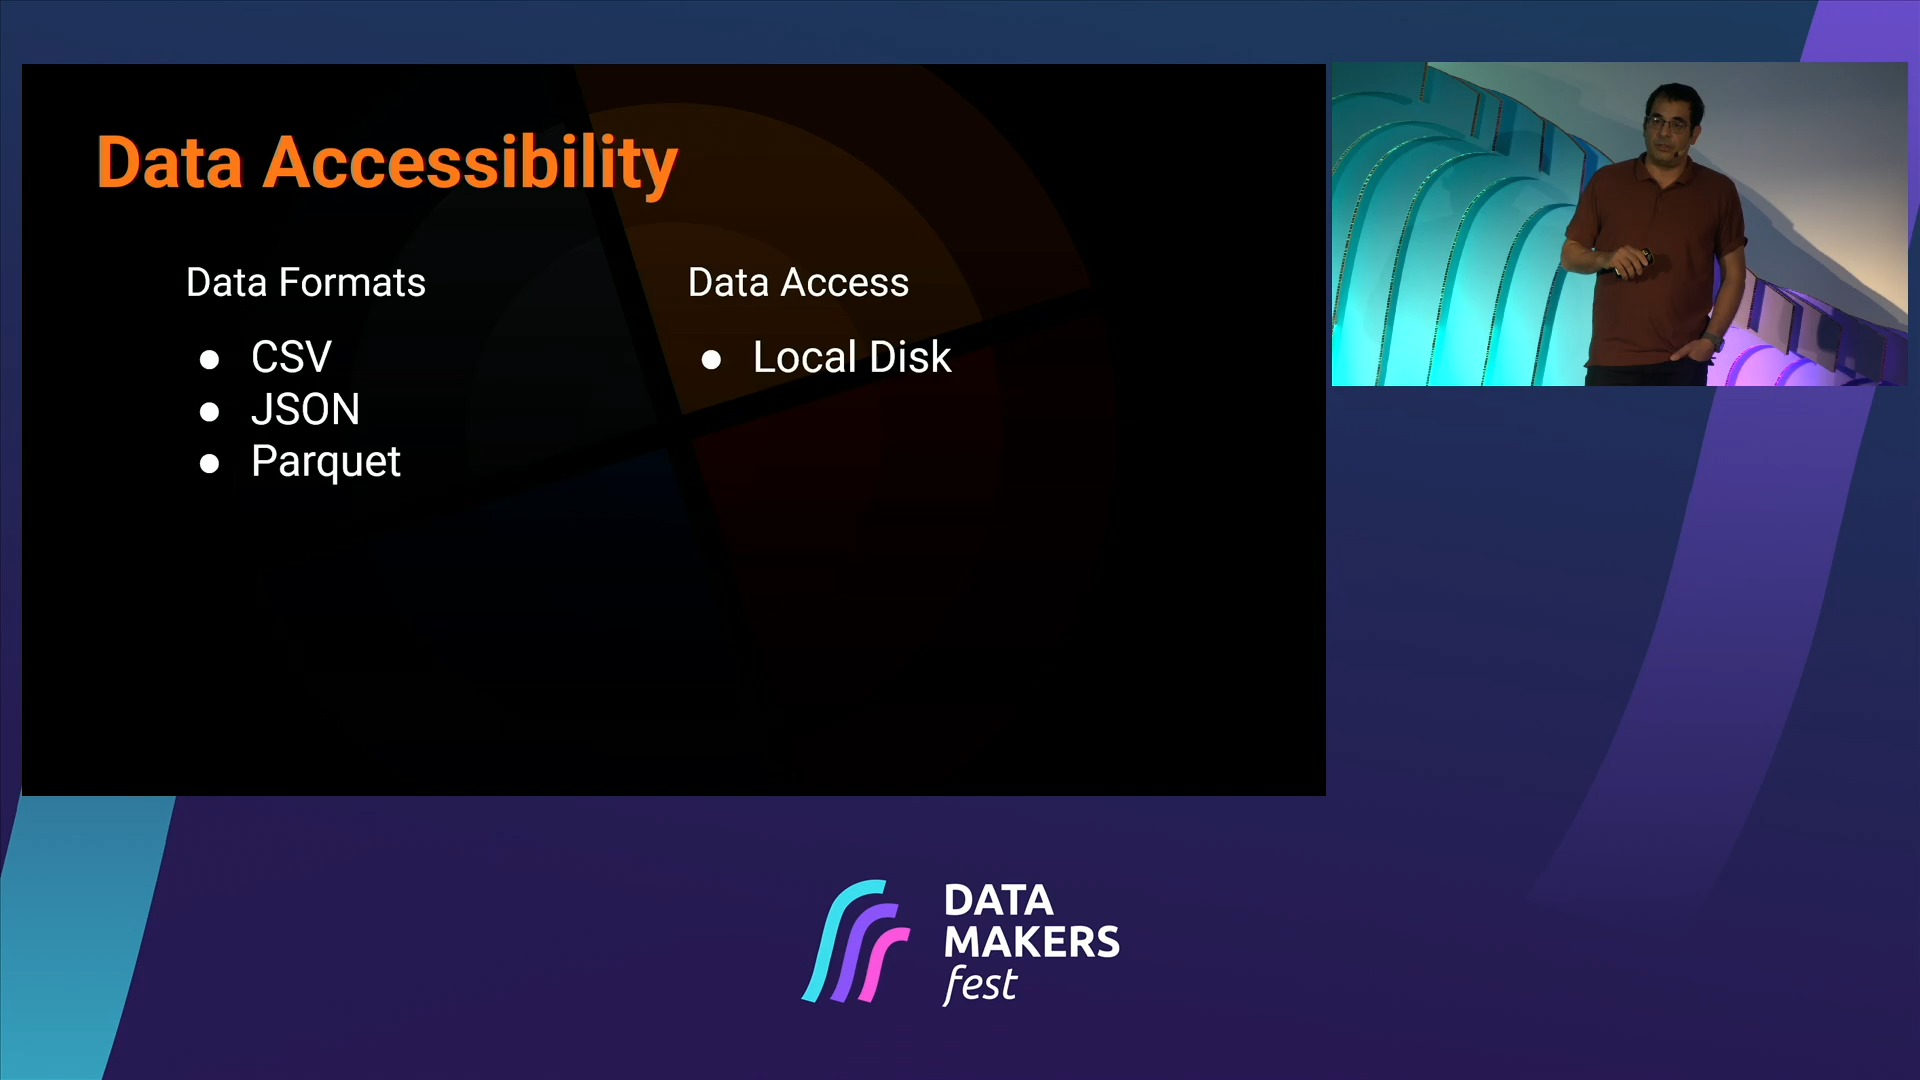 Data Accessibility
Data Formats
● CSV
● JSON
● Parquet
Data Access
● Local Disk
DATA
MAKERS
fest